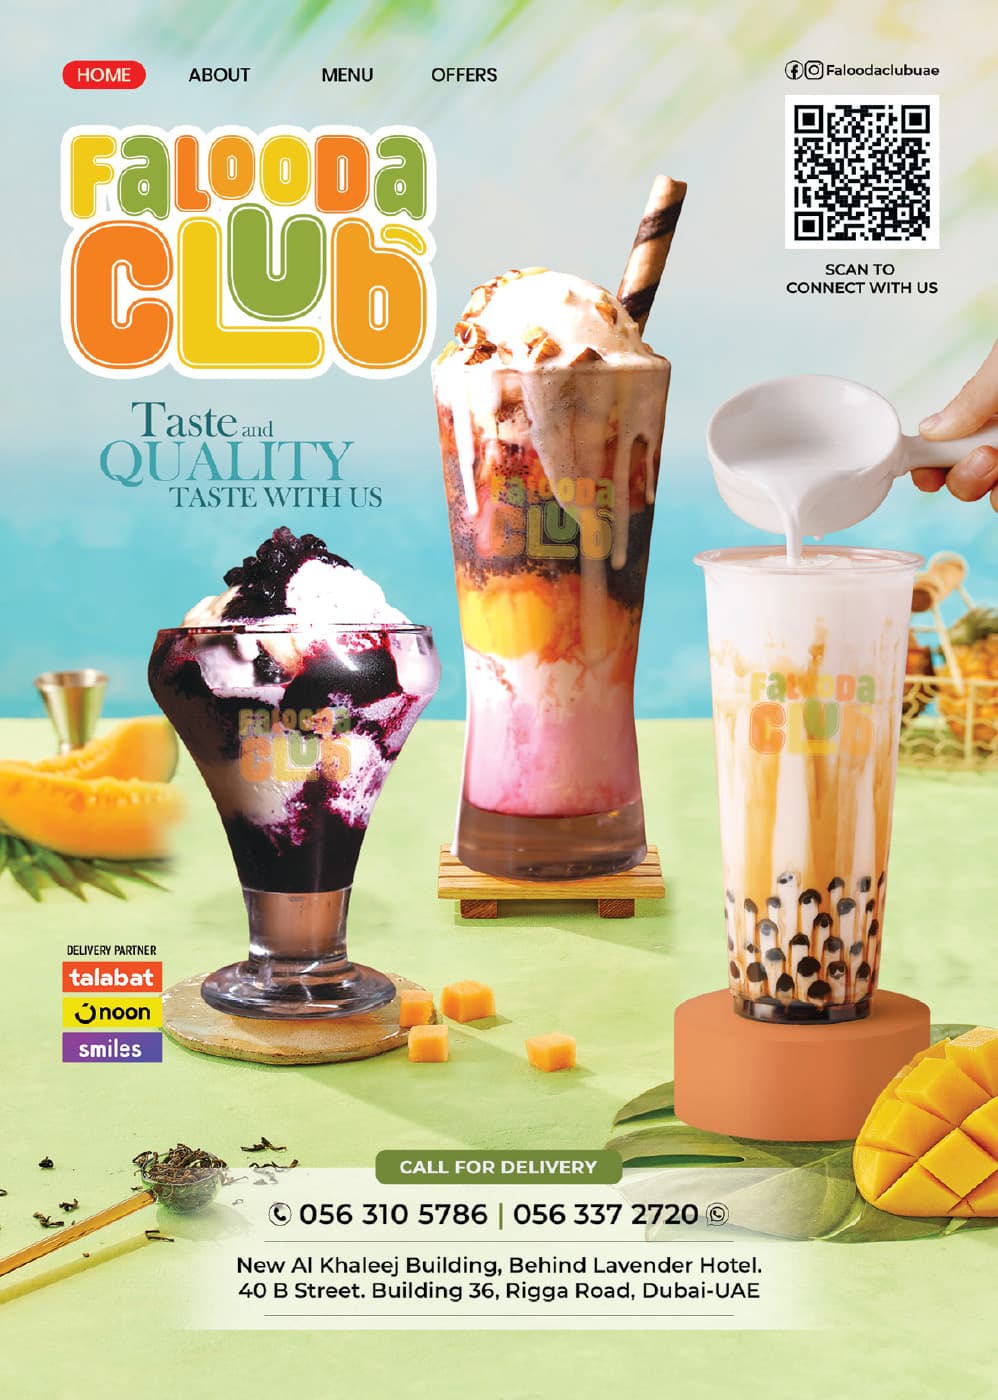 HOME ABOUT MENU OFFERS
Faloodaclubuae
FALOODA
CLUB
SCAN TO
CONNECT WITH US
Taste and
QUALITY
TASTE WITH US
FALOODA
CLUB
FALOODA
CLUB
FALOODA
CLUB
DELIVERY PARTNER
talabat
noon
smiles
CALL FOR DELIVERY
056 310 5786 | 056 337 2720
New Al Khaleej Building, Behind Lavender Hotel.
40 B Street. Building 36, Rigga Road, Dubai-UAE